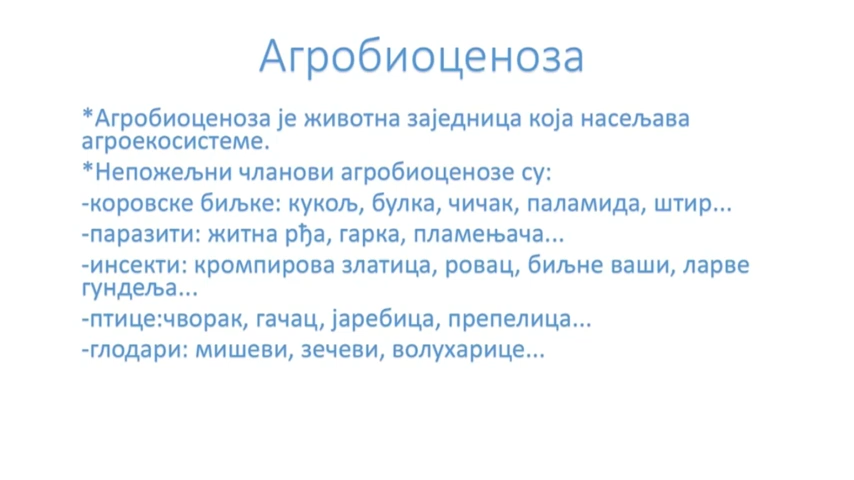 Агробиоценоза
*Агробиоценоза је животна заједница која насељава
агроекосистеме.
*Непожељни чланови агробиоценозе су:
-коровске биљке: кукољ, булка, чичак, паламида, штир...
-паразити: житна рђа, гарка, пламењача...
-инсекти: кромпирова златица, ровац, биљне ваши, ларве
гундеља...
-птице:чворак, гачац, јаребица, препелица...
-глодари: мишеви, зечеви, волухарице...